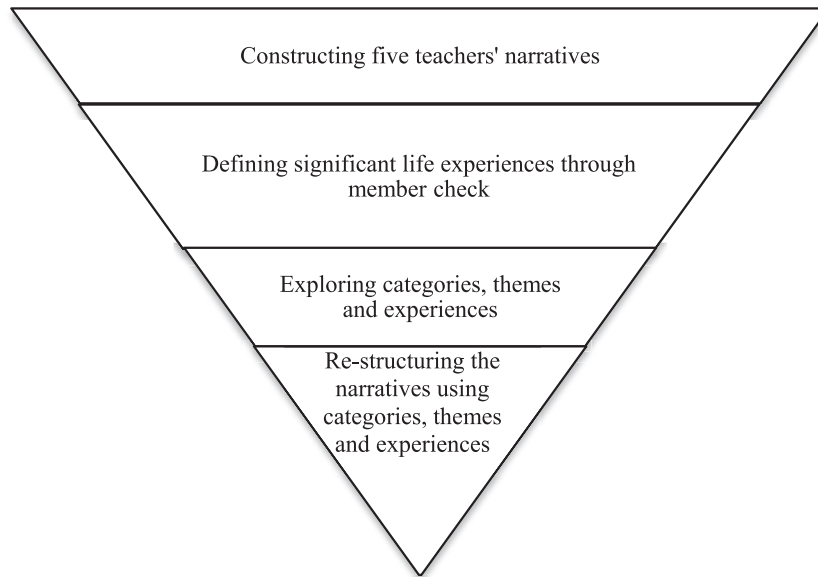 Constructing five teachers' narratives
Defining significant life experiences through
member check
Exploring categories, themes
and experiences
Re-structuring the
narratives using
categories, themes
and experiences